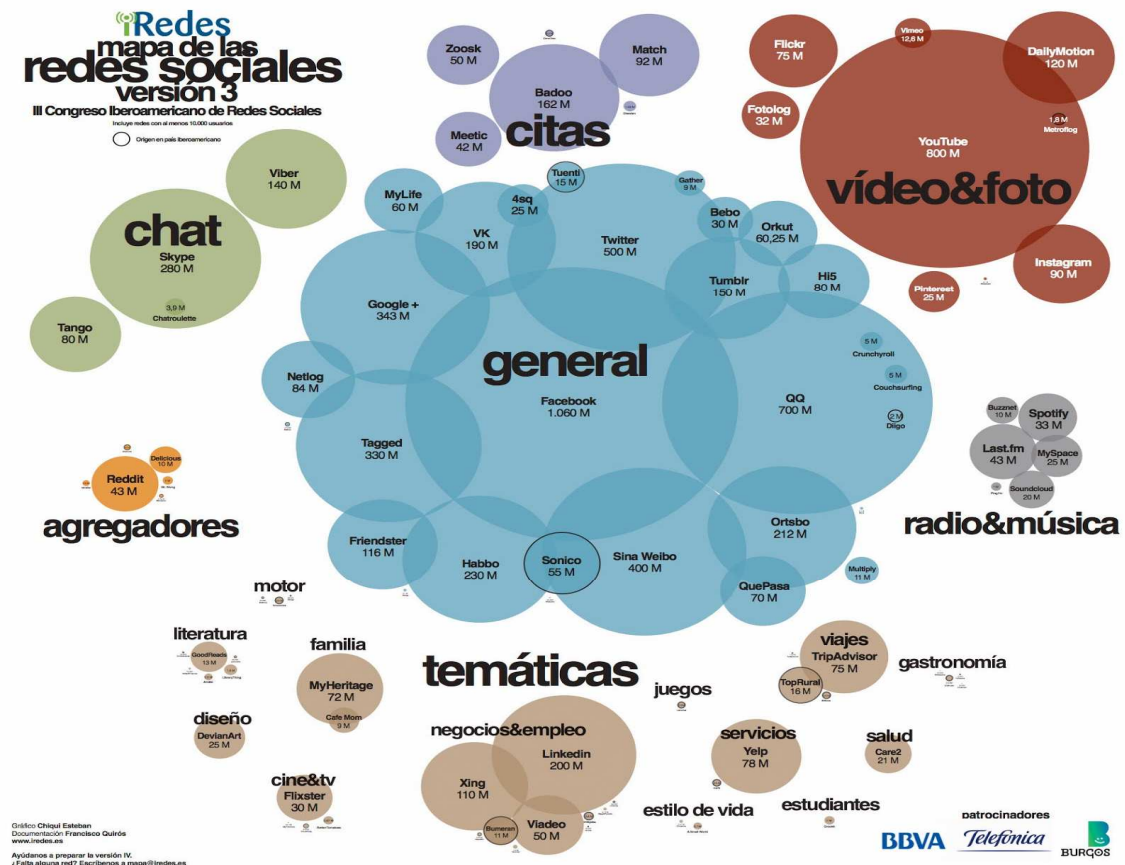 iRedes
mapa de las
redes sociales
versión 3
III Congreso Iberoamericano de Redes Sociales
Incluye redes con al menos 10.000 usuarios
Origen en país Iberoamericano
citas
Zoosk
50 M
Match
92 M
Badoo
162 M
Meetic
42 M
vídeo&foto
Flickr
75 M
Vimeo
12,8 M
DailyMotion
120 M
Fotolog
32 M
1,8 M
Metroflog
YouTube
800 M
Instagram
90 M
Pinterest
25 M
chat
Viber
140 M
Skype
280 M
3,9 M
Chatroulette
Tango
80 M
general
MyLife
60 M
VK
190 M
4sq
25 M
Tuenti
15 M
Gather
9 M
Twitter
500 M
Bebo
30 M
Orkut
60,25 M
Tumblr
150 M
Hi5
80 M
Google +
343 M
Netlog
84 M
Facebook
1.060 M
QQ
700 M
5 M
Crunchyroll
5 M
Couchsurfing
2 M
Diigo
Tagged
330 M
Friendster
116 M
Habbo
230 M
Sonico
55 M
Sina Weibo
400 M
Ortsbo
212 M
QuePasa
70 M
Multiply
11 M
agregadores
Delicious
10 M
Reddit
43 M
radio&música
Buzznet
10 M
Spotify
33 M
Last.fm
43 M
MySpace
25 M
Soundcloud
20 M
temáticas
motor
literatura
GoodReads
13 M
familia
MyHeritage
72 M
Cafe Mom
9 M
diseño
DevianArt
25 M
cine&tv
Flixster
30 M
negocios&empleo
Linkedin
200 M
Xing
110 M
Bumeran
11 M
Viadeo
50 M
juegos
viajes
TripAdvisor
75 M
TopRural
16 M
gastronomía
servicios
Yelp
78 M
salud
Care2
21 M
estilo de vida
estudiantes
Gráfico Chiqui Esteban
Documentación Francisco Quirós
www.iredes.es
Ayúdanos a preparar la versión IV.
¿Falta alguna red? Escríbenos a mapa@iredes.es
patrocinadores
BBVA
Telefónica
BURGOS